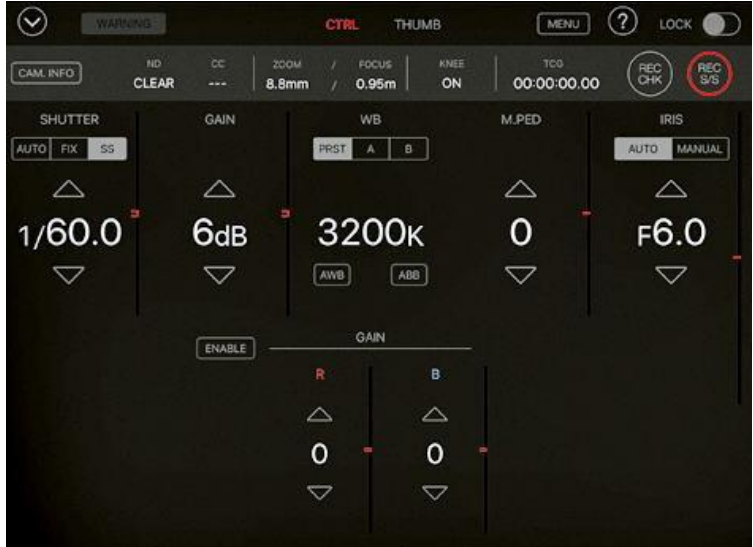 WARNING CTRL THUMB MENU ? LOCK
CAM. INFO ND CC ZOOM / FOCUS KNEE TCG REC CHK REC S/S
CLEAR --- 8.8mm / 0.95m ON 00:00:00.00
SHUTTER GAIN WB M.PED IRIS
AUTO FIX SS PRST A B AUTO MANUAL
1/60.0 6dB 3200K 0 F6.0
AWB ABB
ENABLE GAIN
R B
0 0